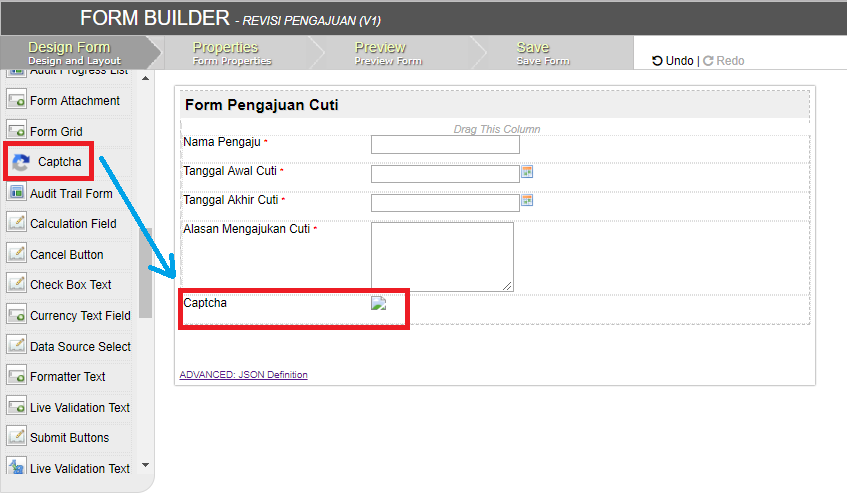 FORM BUILDER - REVISI PENGAJUAN (V1)
Design Form
Design and Layout
Properties
Form Properties
Preview
Preview Form
Save
Save Form
Undo | Redo
Audit Progress List
Form Attachment
Form Grid
Captcha
Audit Trail Form
Calculation Field
Cancel Button
Check Box Text
Currency Text Field
Data Source Select
Formatter Text
Live Validation Text
Submit Buttons
Live Validation Text
Form Pengajuan Cuti
Drag This Column
Nama Pengaju *
Tanggal Awal Cuti *
Tanggal Akhir Cuti *
Alasan Mengajukan Cuti *
Captcha
ADVANCED: JSON Definition